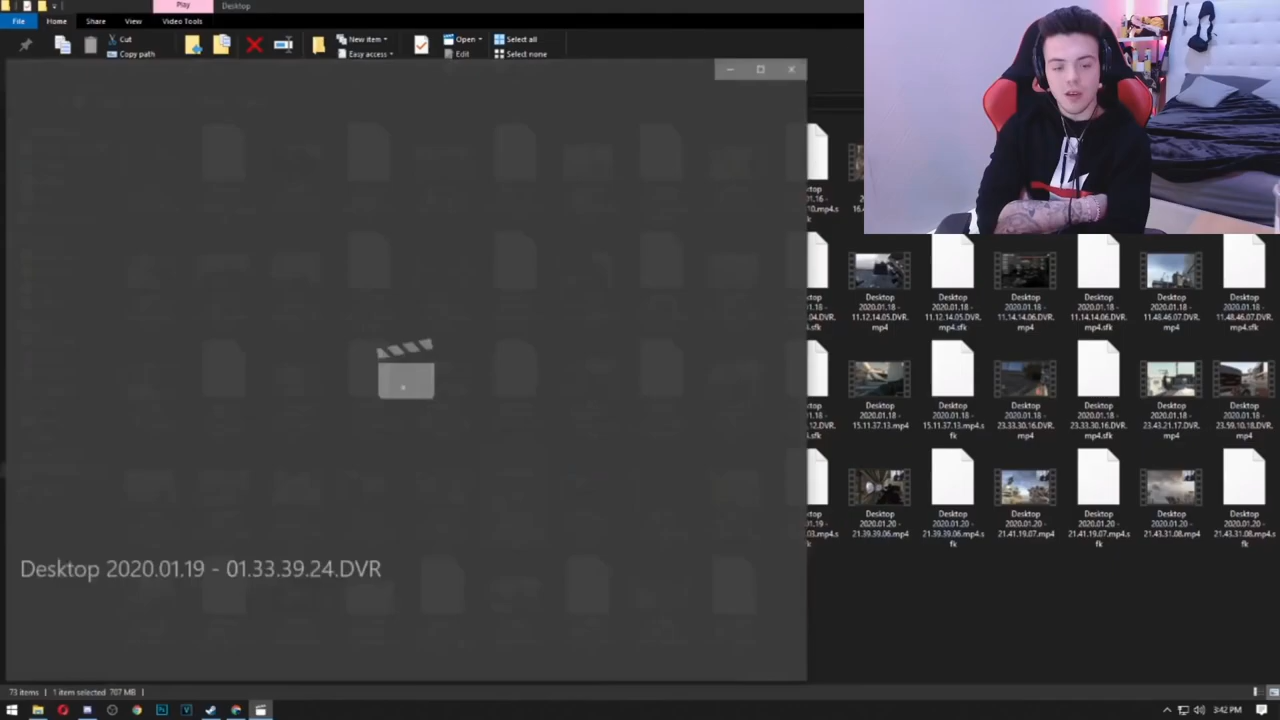 Play
Desktop
File
Home
Share
View
Video Tools
Cut
Copy path
New item
Easy access
Open
Edit
Select all
Select none
Desktop
2020.01.18 -
11.12.14.05.DVR.
mp4
Desktop
2020.01.18 -
11.12.14.05.DVR.
mp4.sfk
Desktop
2020.01.18 -
11.14.14.06.DVR.
mp4
Desktop
2020.01.18 -
11.14.14.06.DVR.
mp4.sfk
Desktop
2020.01.18 -
11.48.46.07.DVR.
mp4
Desktop
2020.01.18 -
11.48.46.07.DVR.
mp4.sfk
Desktop
2020.01.18 -
15.11.37.13.mp4
Desktop
2020.01.18 -
15.11.37.13.mp4.s
fk
Desktop
2020.01.18 -
23.33.30.16.DVR.
mp4
Desktop
2020.01.18 -
23.33.30.16.DVR.
mp4.sfk
Desktop
2020.01.18 -
23.43.21.17.DVR.
mp4
Desktop
2020.01.18 -
23.59.10.18.DVR.
mp4
Desktop
2020.01.20 -
21.39.39.06.mp4
Desktop
2020.01.20 -
21.39.39.06.mp4.s
fk
Desktop
2020.01.20 -
21.41.19.07.mp4
Desktop
2020.01.20 -
21.41.19.07.mp4.s
fk
Desktop
2020.01.20 -
21.43.31.08.mp4
Desktop
2020.01.20 -
21.43.31.08.mp4.s
fk
Desktop 2020.01.19 - 01.33.39.24.DVR
73 items
1 item selected 707 MB
3:42 PM